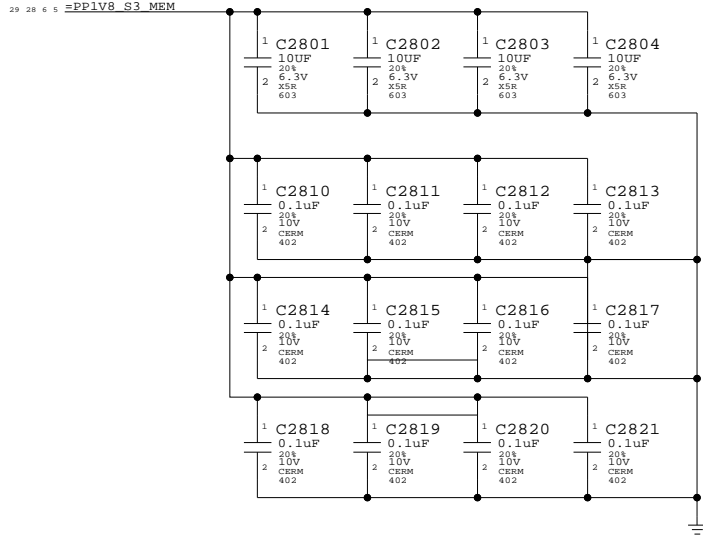 29 28 6 5 =PP1V8_S3_MEM
1 C2801
10UF
20%
2 6.3V
X5R
603
1 C2802
10UF
20%
2 6.3V
X5R
603
1 C2803
10UF
20%
2 6.3V
X5R
603
1 C2804
10UF
20%
2 6.3V
X5R
603
1 C2810
0.1uF
20%
2 10V
CERM
402
1 C2811
0.1uF
20%
2 10V
CERM
402
1 C2812
0.1uF
20%
2 10V
CERM
402
1 C2813
0.1uF
20%
2 10V
CERM
402
1 C2814
0.1uF
20%
2 10V
CERM
402
1 C2815
0.1uF
20%
2 10V
CERM
402
1 C2816
0.1uF
20%
2 10V
CERM
402
1 C2817
0.1uF
20%
2 10V
CERM
402
1 C2818
0.1uF
20%
2 10V
CERM
402
1 C2819
0.1uF
20%
2 10V
CERM
402
1 C2820
0.1uF
20%
2 10V
CERM
402
1 C2821
0.1uF
20%
2 10V
CERM
402